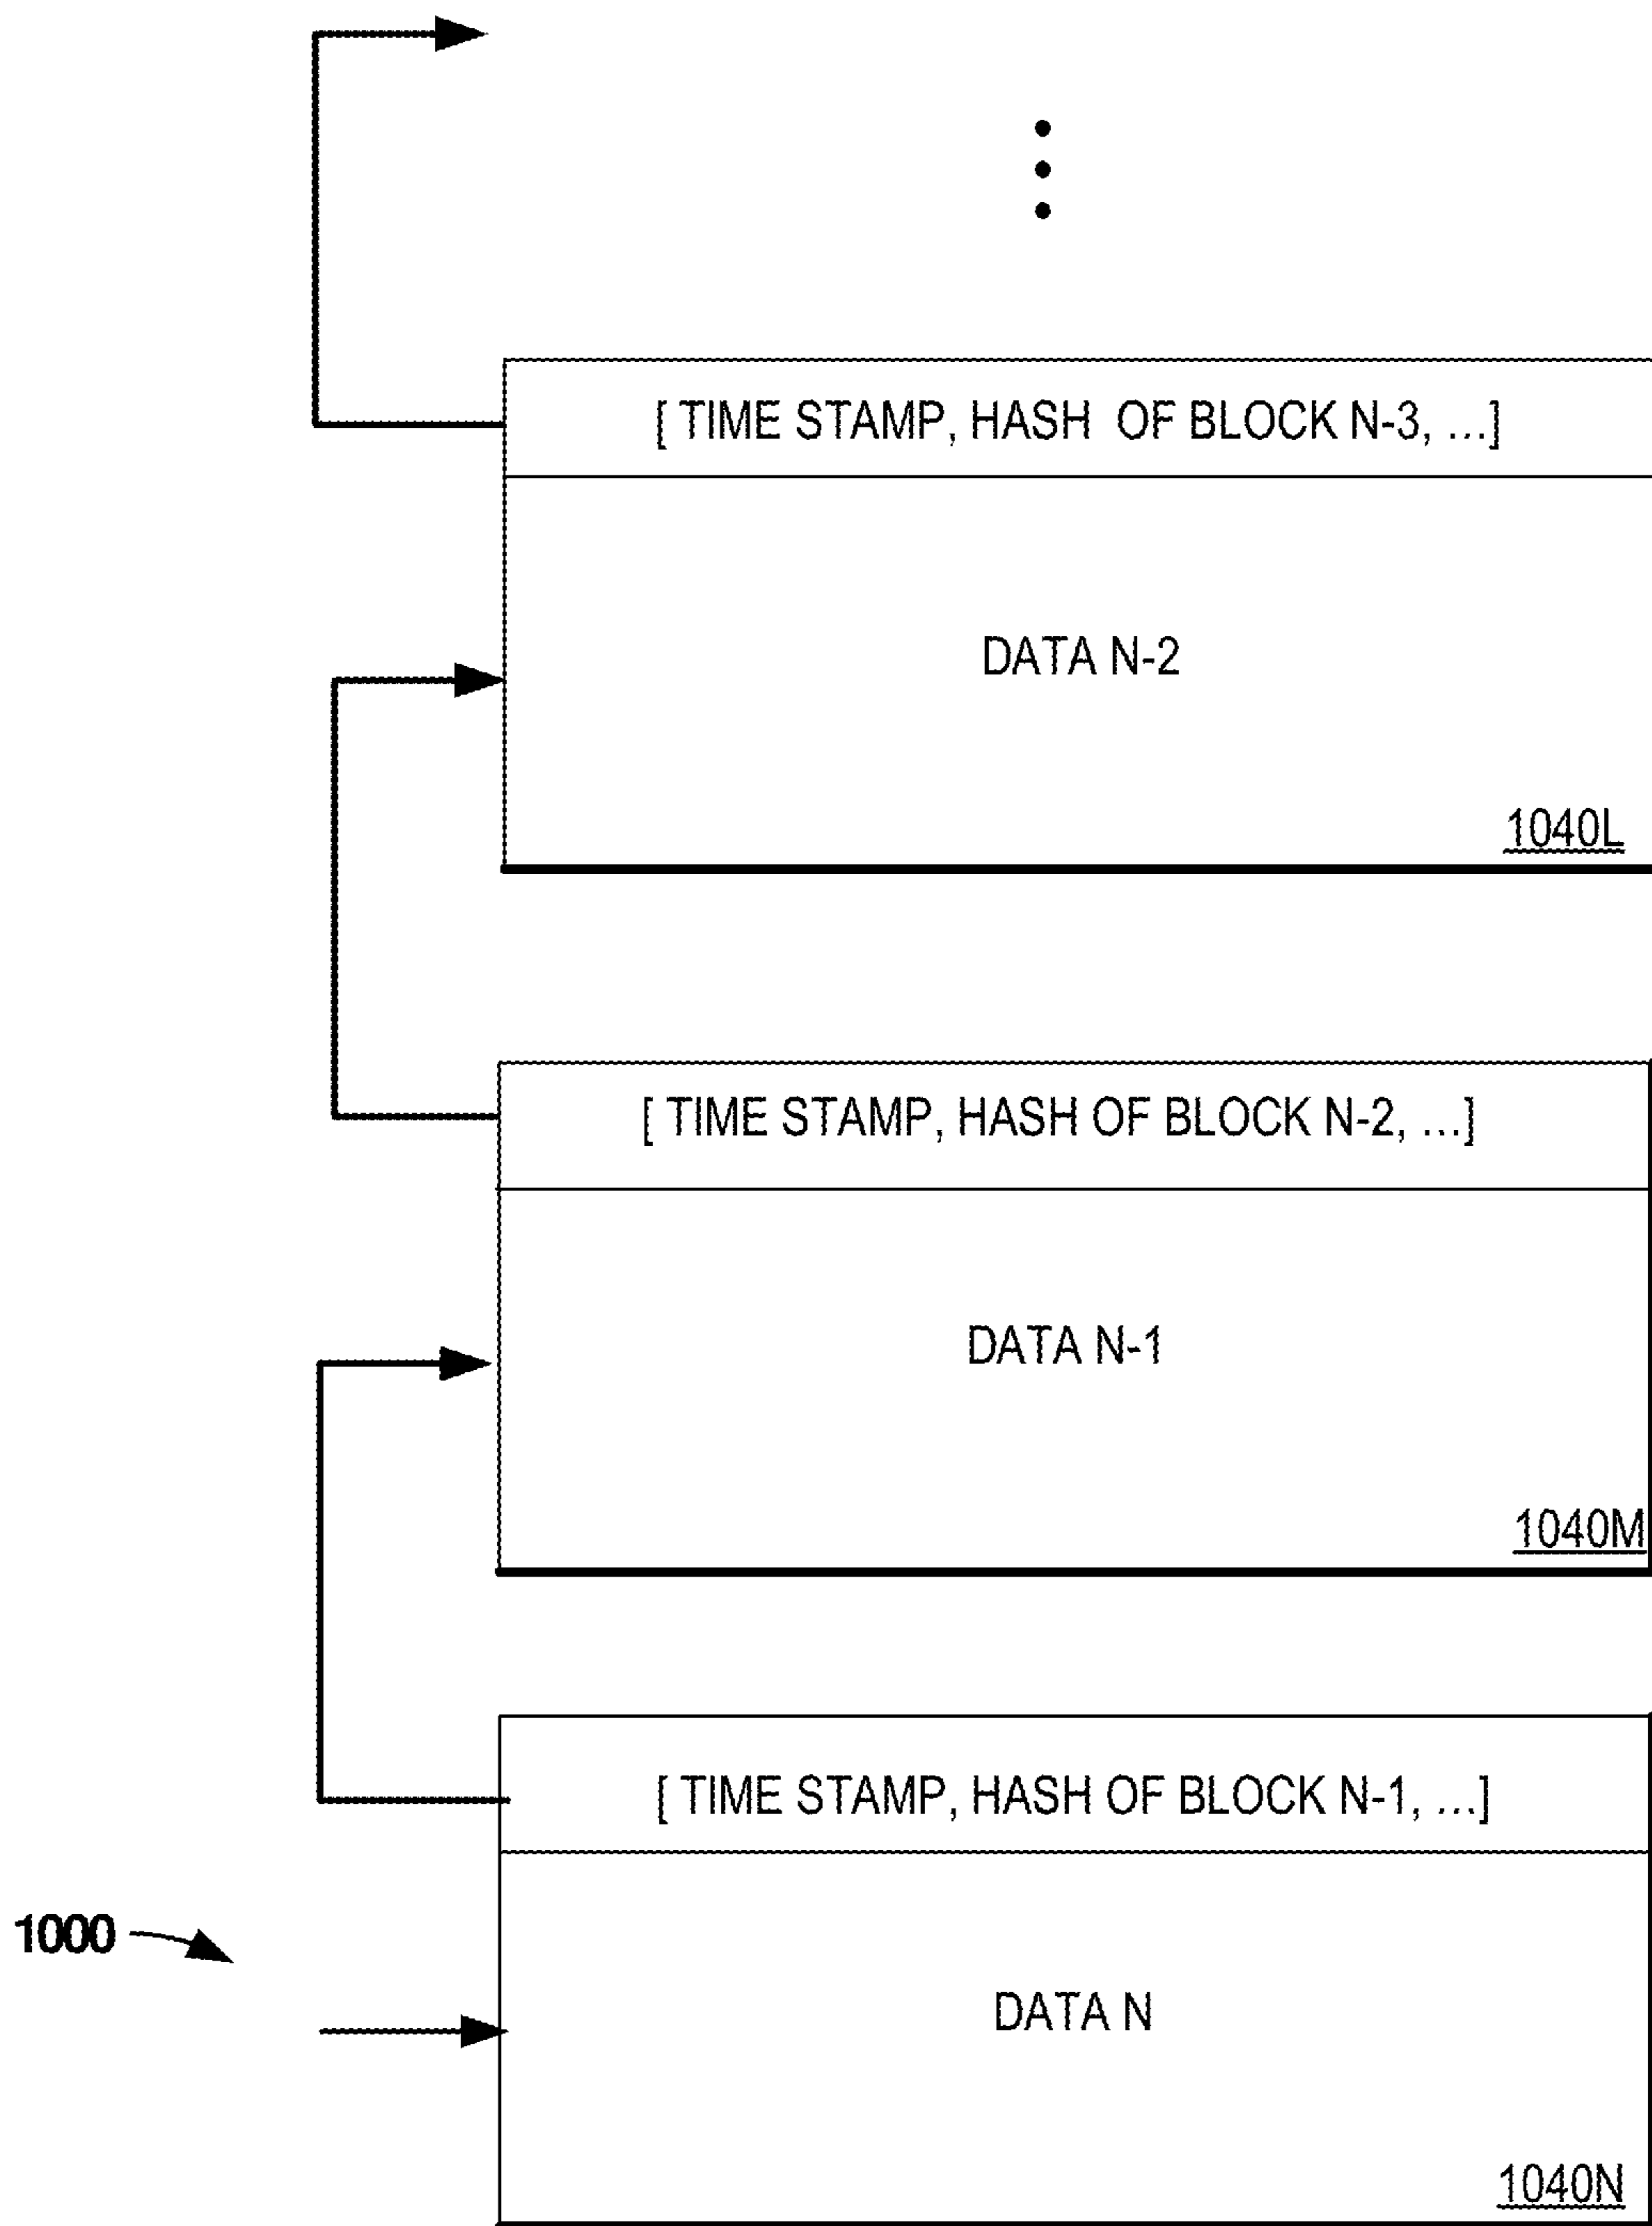 [ TIME STAMP, HASH OF BLOCK N-3, ...]
DATA N-2
1040L
[ TIME STAMP, HASH OF BLOCK N-2, ...]
DATA N-1
1040M
[ TIME STAMP, HASH OF BLOCK N-1, ...]
1000
DATA N
1040N